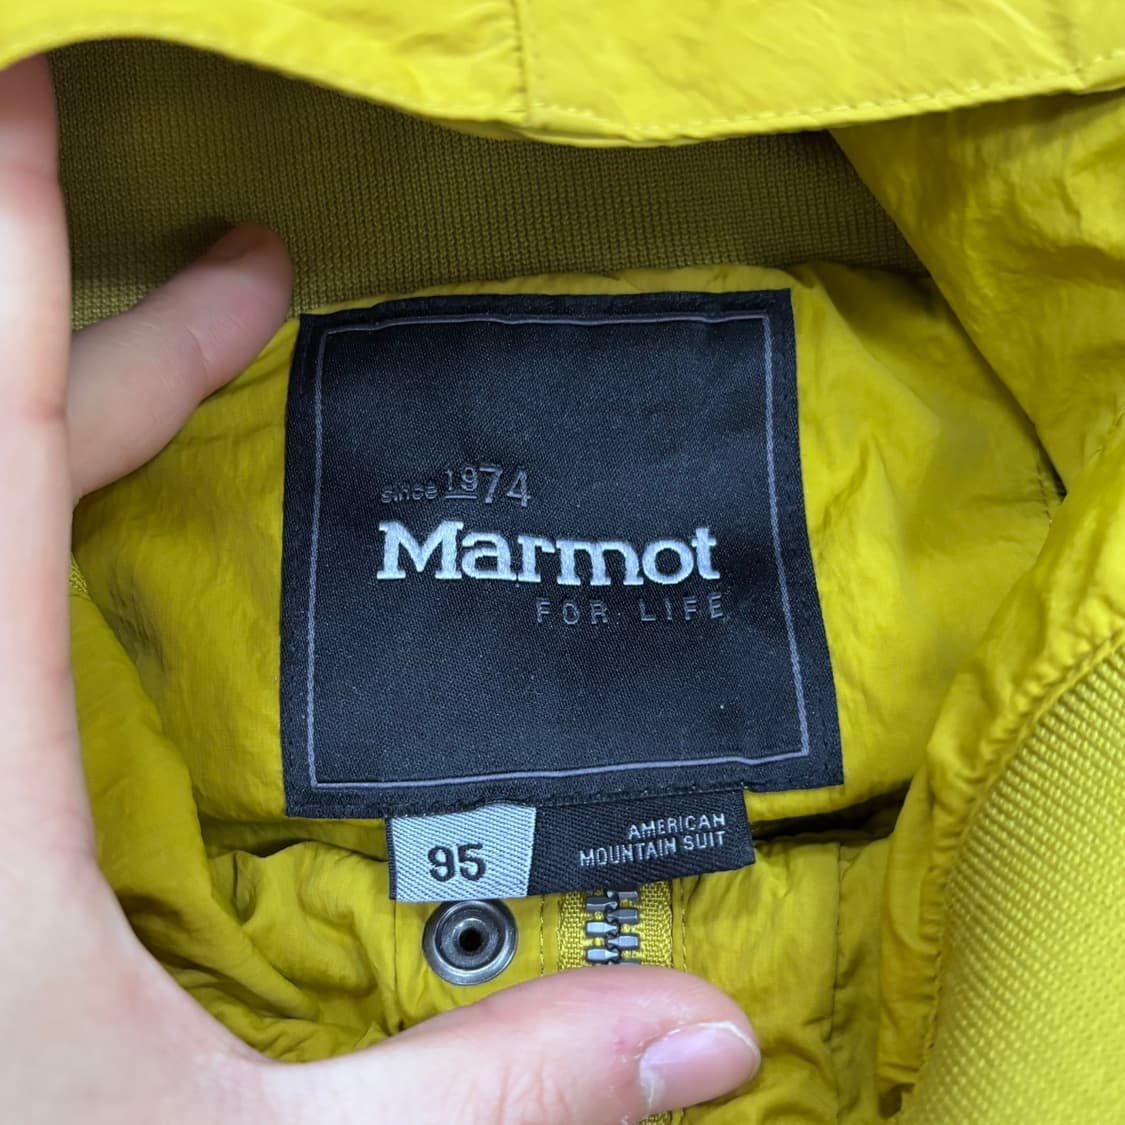 since 1974
Marmot
FOR LIFE
95
AMERICAN
MOUNTAIN SUIT